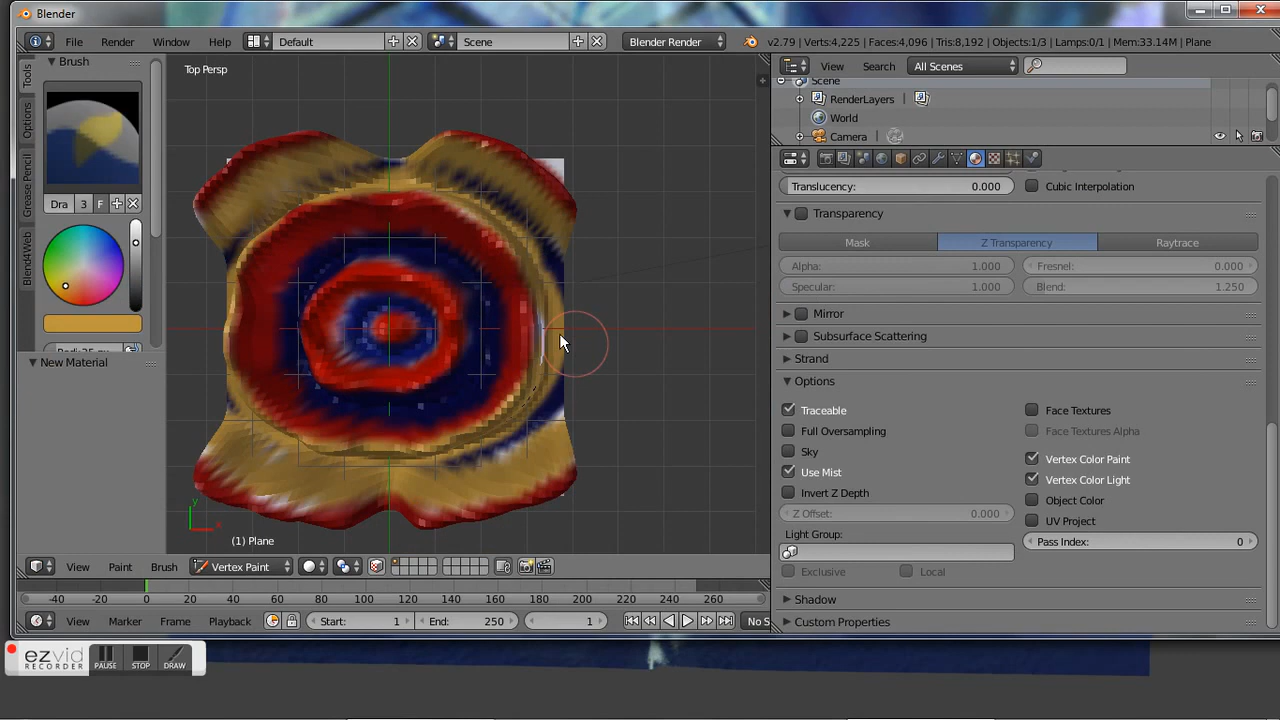 Blender
File Render Window Help Default Scene Blender Render v2.79 | Verts:4,225 | Faces:4,096 | Tris:8,192 | Objects:1/3 | Lamps:0/1 | Mem:33.14M | Plane
Brush
Tools
Options
Grease Pencil
Blend4Web
Dra 3 F
New Material
Top Persp
y
x
(1) Plane
View Search All Scenes
Scene
RenderLayers
World
Camera
Translucency: 0.000 Cubic Interpolation
Transparency
Mask Z Transparency Raytrace
Alpha: 1.000 Fresnel: 0.000
Specular: 1.000 Blend: 1.250
Mirror
Subsurface Scattering
Strand
Options
Traceable Face Textures
Full Oversampling Face Textures Alpha
Sky Vertex Color Paint
Use Mist Vertex Color Light
Invert Z Depth Object Color
Z Offset: 0.000 UV Project
Light Group: Pass Index: 0
Exclusive Local
Shadow
Custom Properties
View Paint Brush Vertex Paint
-40 -20 0 20 40 60 80 100 120 140 160 180 200 220 240 260
View Marker Frame Playback Start: 1 End: 250 1 No S
ezvid
RECORDER
PAUSE STOP DRAW